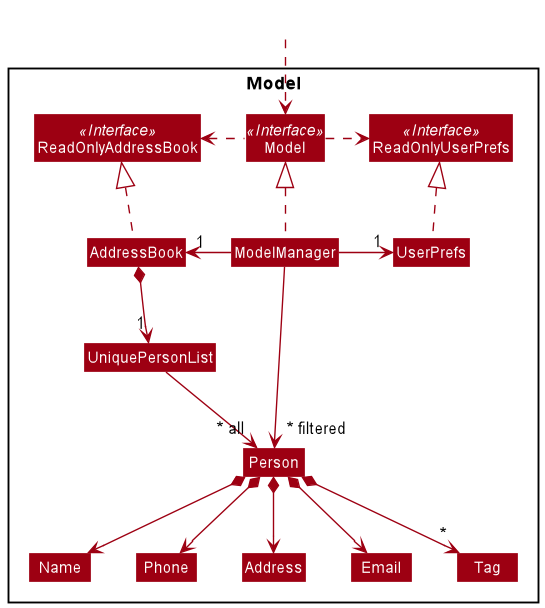 Model
«Interface»
ReadOnlyAddressBook
«Interface»
Model
«Interface»
ReadOnlyUserPrefs
AddressBook
1
ModelManager
1
UserPrefs
1
UniquePersonList
* all
* filtered
Person
*
Name
Phone
Address
Email
Tag